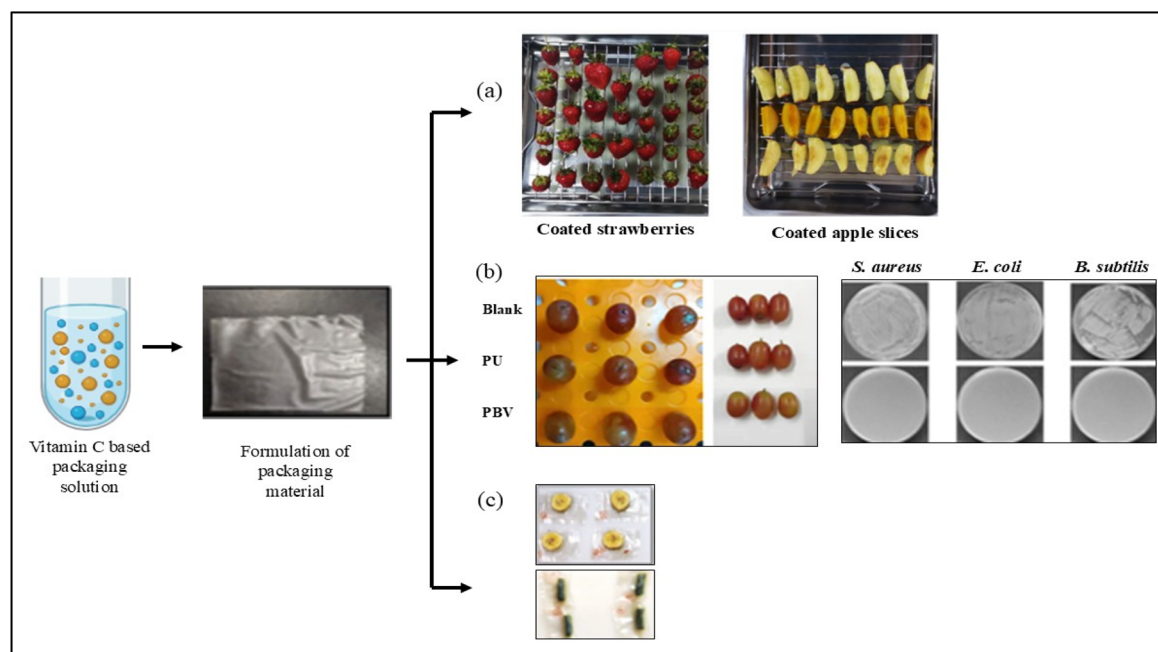 (a)
Coated strawberries
Coated apple slices
(b)
S. aureus
E. coli
B. subtilis
Blank
PU
PBV
Vitamin C based
packaging
solution
Formulation of
packaging
material
(c)